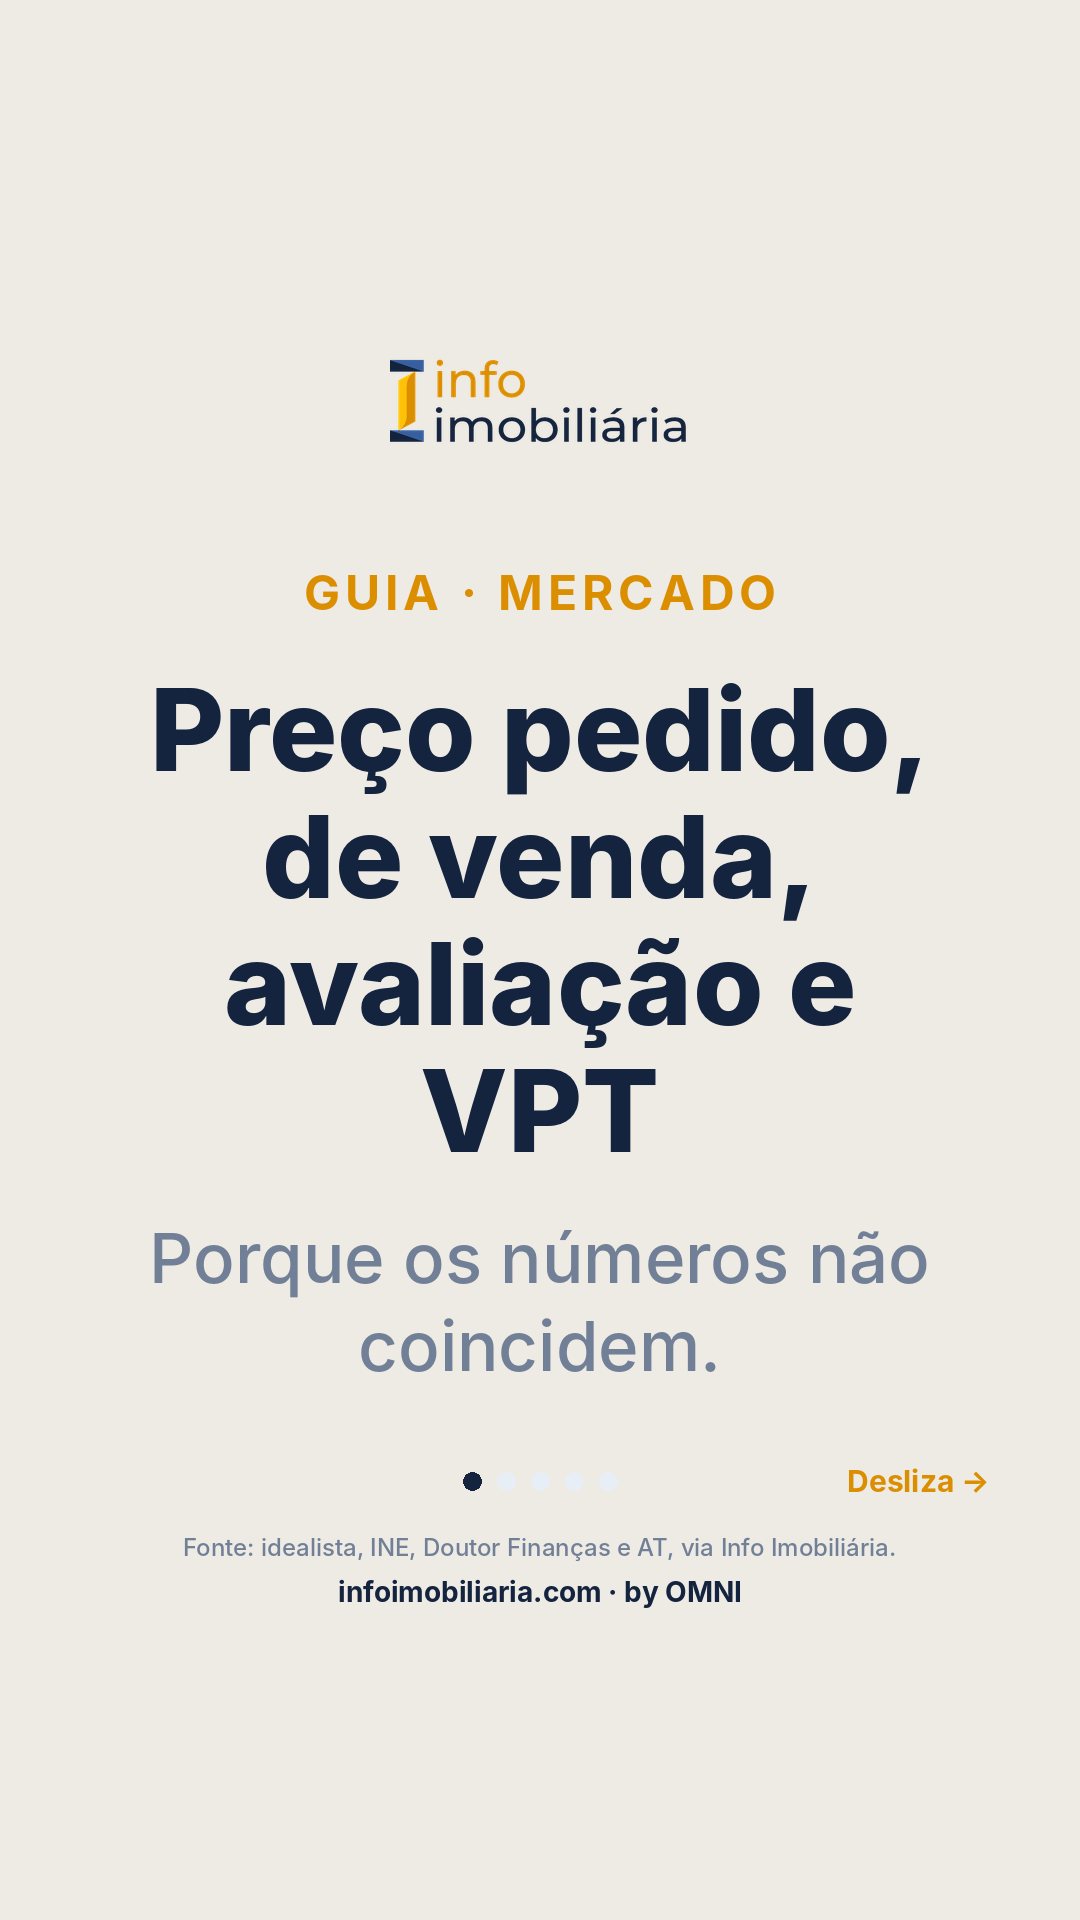 info
imobiliária
GUIA · MERCADO
Preço pedido,
de venda,
avaliação e
VPT
Porque os números não
coincidem.
Desliza →
Fonte: idealista, INE, Doutor Finanças e AT, via Info Imobiliária.
infoimobiliaria.com · by OMNI